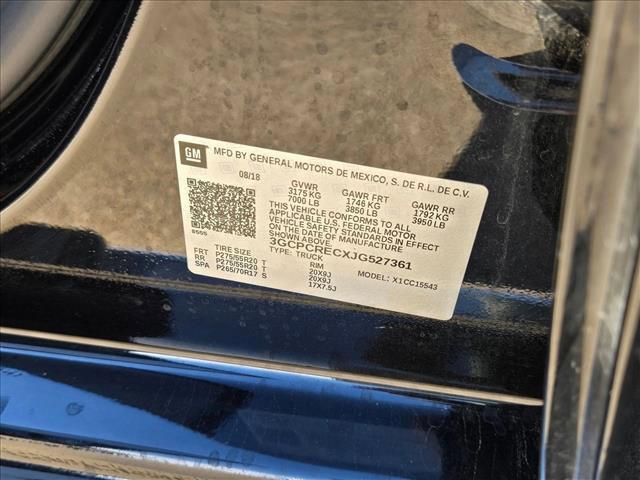 GM MFD BY GENERAL MOTORS DE MEXICO, S. DE R.L. DE C.V.
08/18 GVWR GAWR FRT GAWR RR
3175 KG 1746 KG 1792 KG
7000 LB 3850 LB 3950 LB
THIS VEHICLE CONFORMS TO ALL
APPLICABLE U.S. FEDERAL MOTOR
VEHICLE SAFETY STANDARDS IN EFFECT
ON THE DATE OF MANUFACTURE
SHOWN ABOVE.
3GCPCRECXJG527361
TYPE: TRUCK MODEL: X1CC15543
TIRE SIZE RIM
FRT P275/55R20 T 20X9J
RR P275/55R20 T 20X9J
SPA P265/70R17 S 17X7.5J